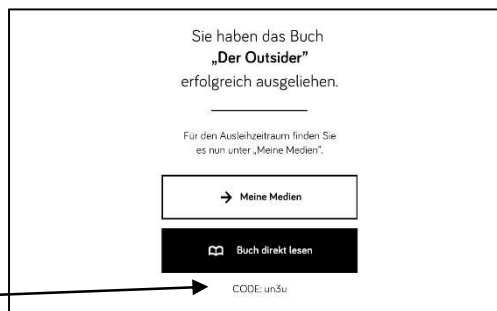 Sie haben das Buch
„Der Outsider”
erfolgreich ausgeliehen.
Für den Ausleihzeitraum finden Sie
es nun unter „Meine Medien”.
→ Meine Medien
Buch direkt lesen
CODE: un3u